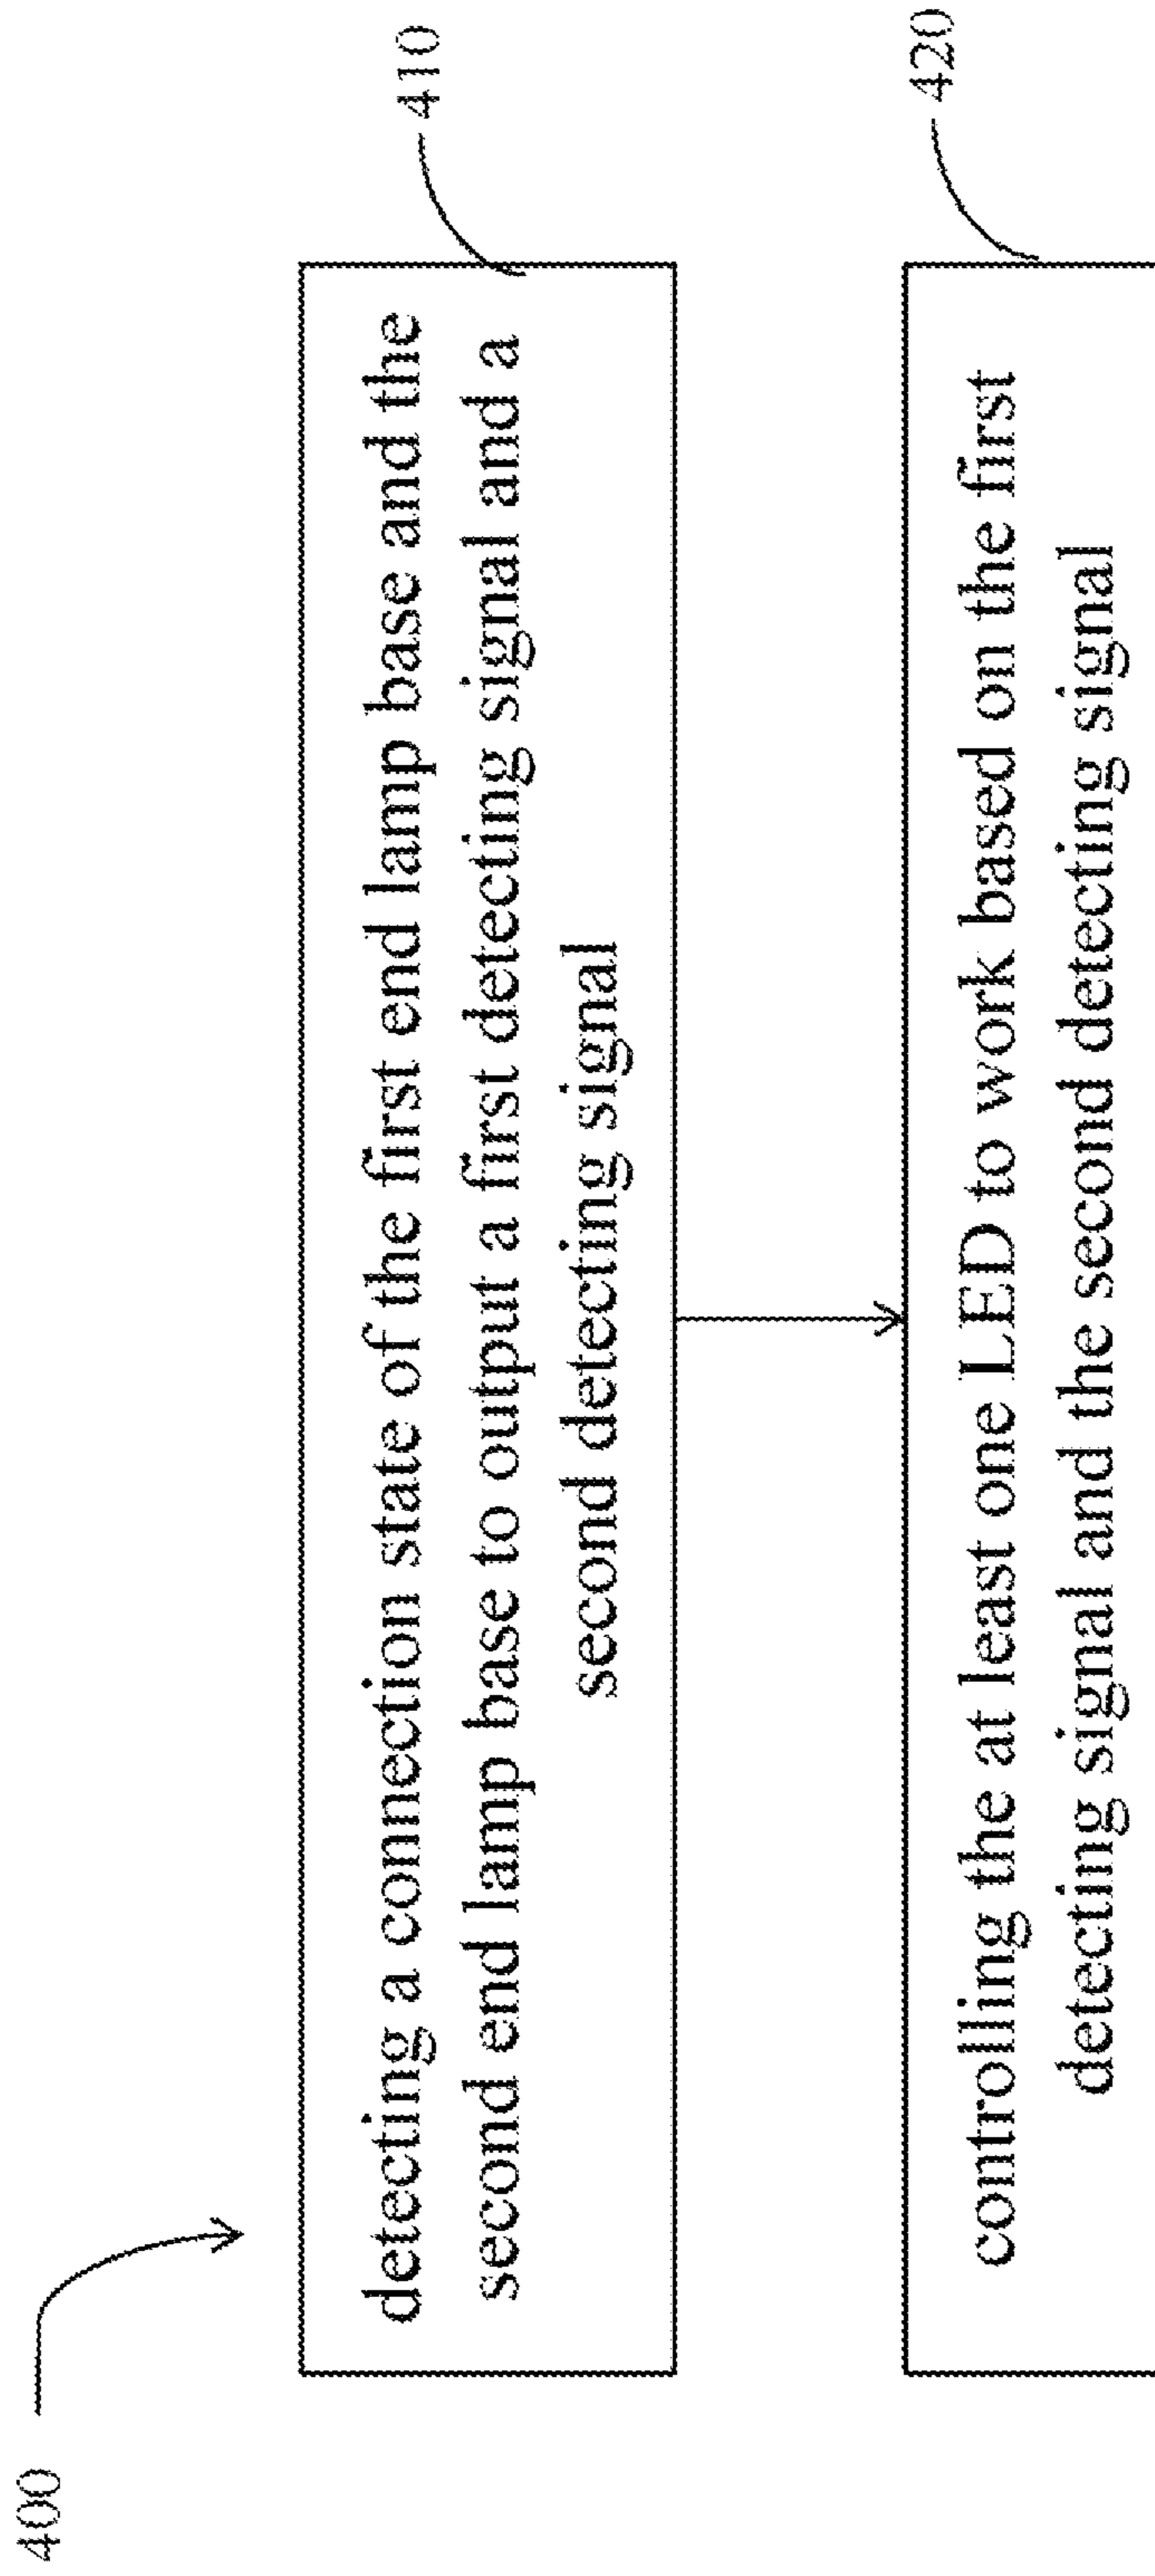 400
detecting a connection state of the first end lamp base and the
second end lamp base to output a first detecting signal and a
second detecting signal
410
controlling the at least one LED to work based on the first
detecting signal and the second detecting signal
420